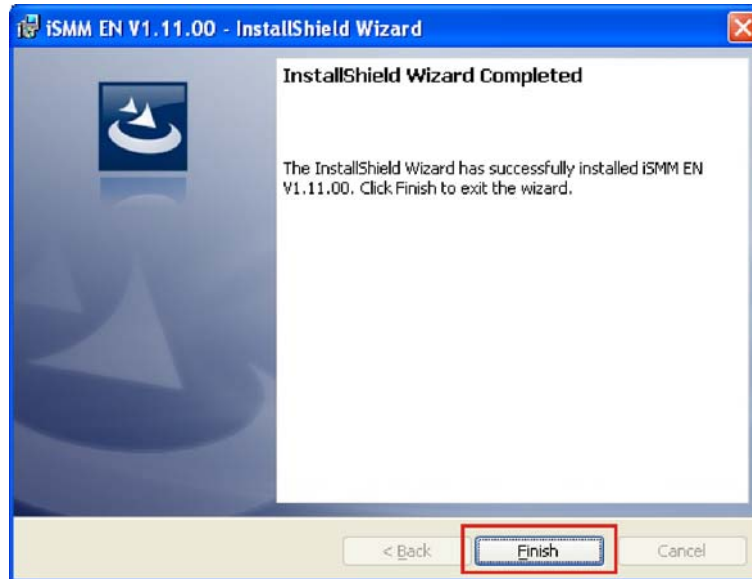 iSMM EN V1.11.00 - InstallShield Wizard
InstallShield Wizard Completed
The InstallShield Wizard has successfully installed iSMM EN
V1.11.00. Click Finish to exit the wizard.
< Back Finish Cancel